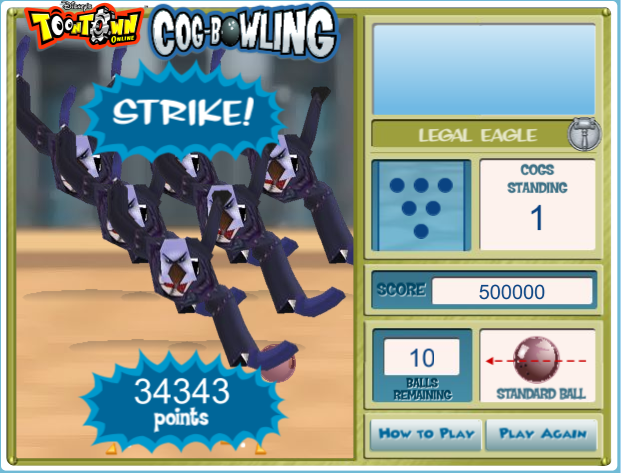 Disney's
TOONTOWN
ONLINE
COG-BOWLING
STRIKE!
LEGAL EAGLE
COGS
STANDING
1
SCORE
500000
10
BALLS
REMAINING
STANDARD BALL
34343
points
HOW TO PLAY
PLAY AGAIN